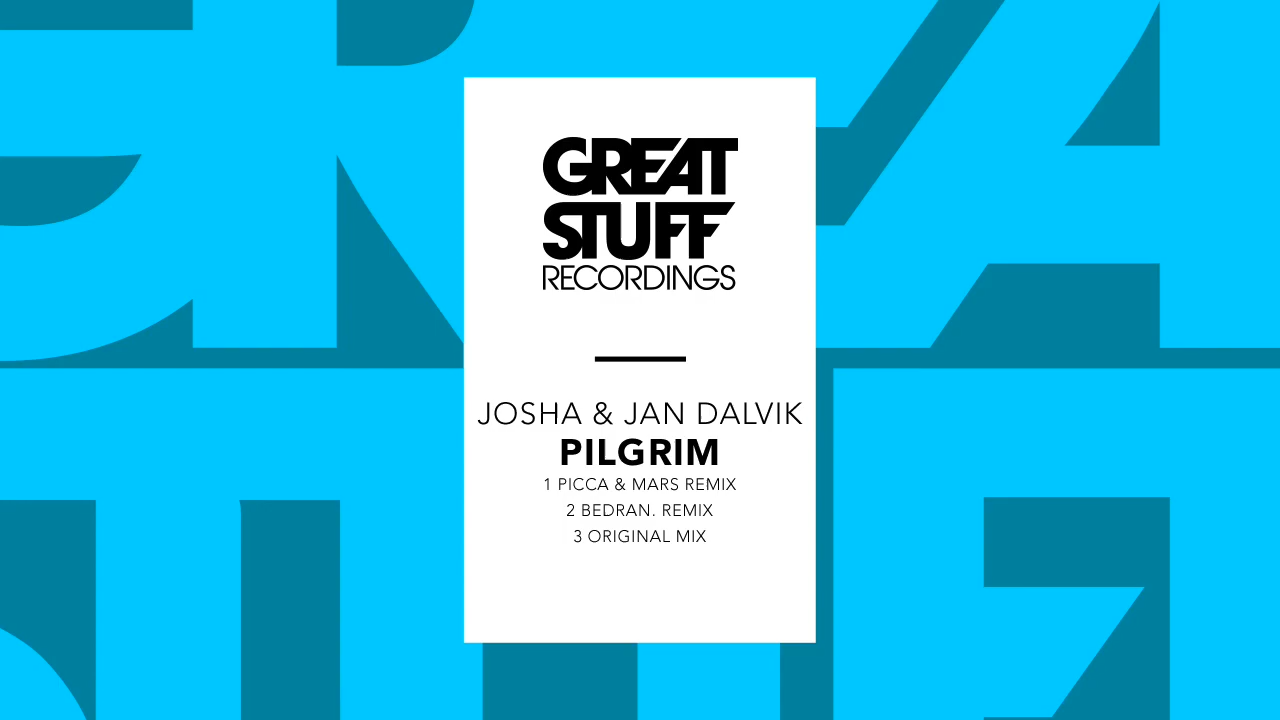 GREAT
STUFF
RECORDINGS
JOSHA & JAN DALVIK
PILGRIM
1 PICCA & MARS REMIX
2 BEDRAN. REMIX
3 ORIGINAL MIX